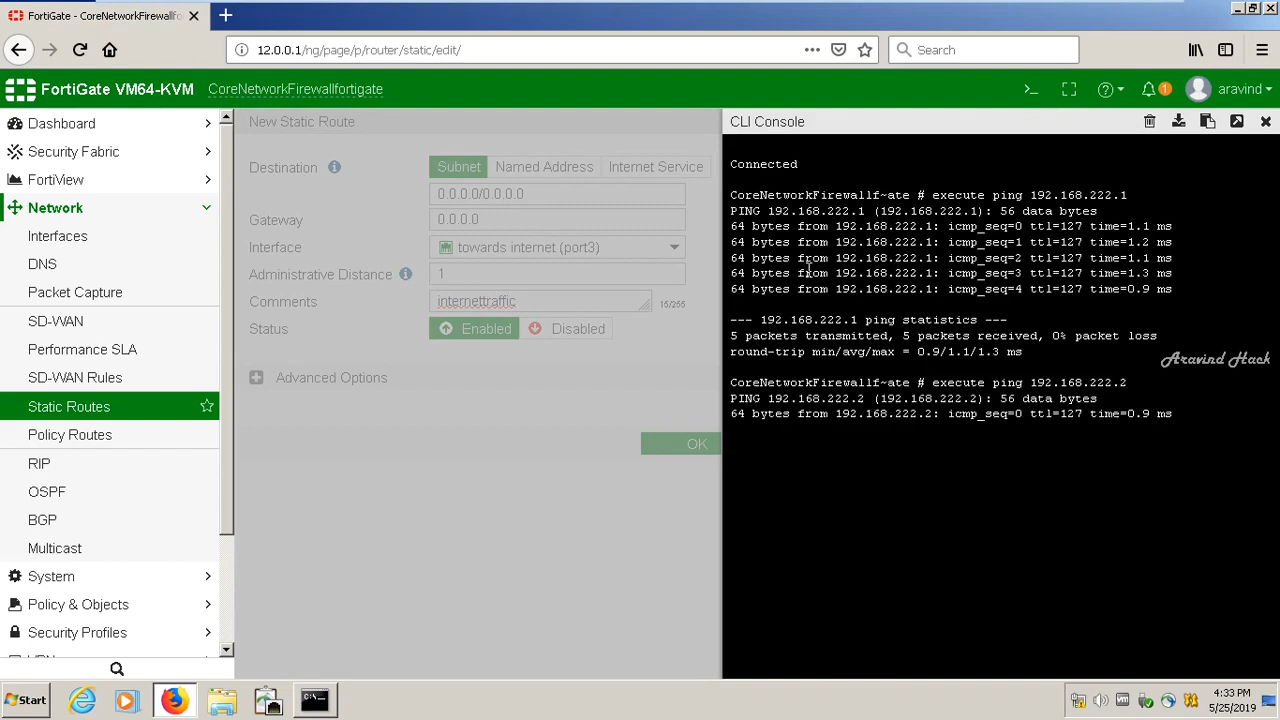 FortiGate - CoreNetworkFirewallfo
12.0.0.1/ng/page/p/router/static/edit/
Search
FortiGate VM64-KVM
CoreNetworkFirewallfortigate
1
aravind
Dashboard
Security Fabric
FortiView
Network
Interfaces
DNS
Packet Capture
SD-WAN
Performance SLA
SD-WAN Rules
Static Routes
Policy Routes
RIP
OSPF
BGP
Multicast
System
Policy & Objects
Security Profiles
New Static Route
Destination
Subnet
Named Address
Internet Service
0.0.0.0/0.0.0.0
Gateway
0.0.0.0
Interface
towards internet (port3)
Administrative Distance
1
Comments
internettraffic
15/255
Status
Enabled
Disabled
Advanced Options
OK
CLI Console
Connected
CoreNetworkFirewallf~ate # execute ping 192.168.222.1
PING 192.168.222.1 (192.168.222.1): 56 data bytes
64 bytes from 192.168.222.1: icmp_seq=0 ttl=127 time=1.1 ms
64 bytes from 192.168.222.1: icmp_seq=1 ttl=127 time=1.2 ms
64 bytes from 192.168.222.1: icmp_seq=2 ttl=127 time=1.1 ms
64 bytes from 192.168.222.1: icmp_seq=3 ttl=127 time=1.3 ms
64 bytes from 192.168.222.1: icmp_seq=4 ttl=127 time=0.9 ms
--- 192.168.222.1 ping statistics ---
5 packets transmitted, 5 packets received, 0% packet loss
round-trip min/avg/max = 0.9/1.1/1.3 ms
Aravind Hack
CoreNetworkFirewallf~ate # execute ping 192.168.222.2
PING 192.168.222.2 (192.168.222.2): 56 data bytes
64 bytes from 192.168.222.2: icmp_seq=0 ttl=127 time=0.9 ms
Start
4:33 PM
5/25/2019